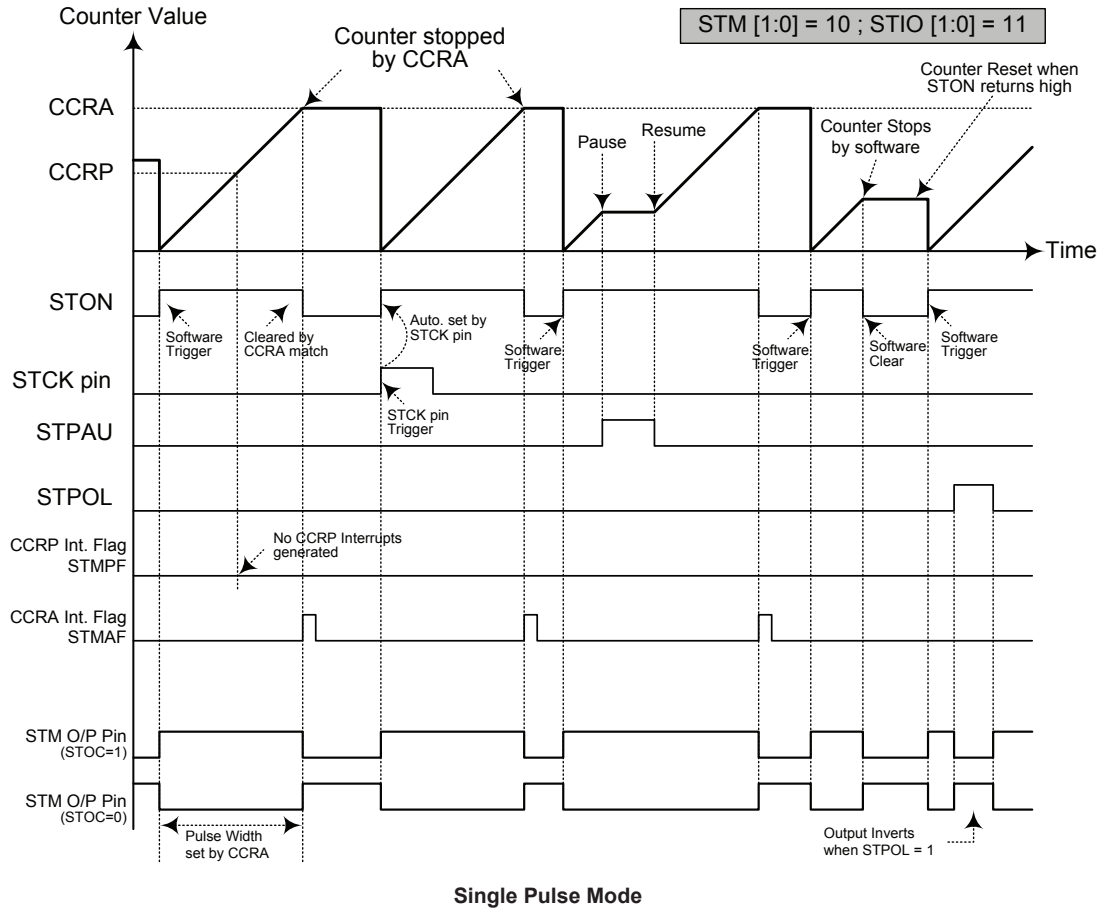 Counter Value
STM [1:0] = 10 ; STIO [1:0] = 11
Counter stopped
by CCRA
Counter Reset when
STON returns high
CCRA
CCRP
Pause
Resume
Counter Stops
by software
Time
STON
Software
Trigger
Cleared by
CCRA match
Auto. set by
STCK pin
Software
Trigger
Software
Trigger
Software
Clear
Software
Trigger
STCK pin
STCK pin
Trigger
STPAU
STPOL
CCRP Int. Flag
STMPF
No CCRP Interrupts
generated
CCRA Int. Flag
STMAF
STM O/P Pin
(STOC=1)
STM O/P Pin
(STOC=0)
Pulse Width
set by CCRA
Output Inverts
when STPOL = 1
Single Pulse Mode